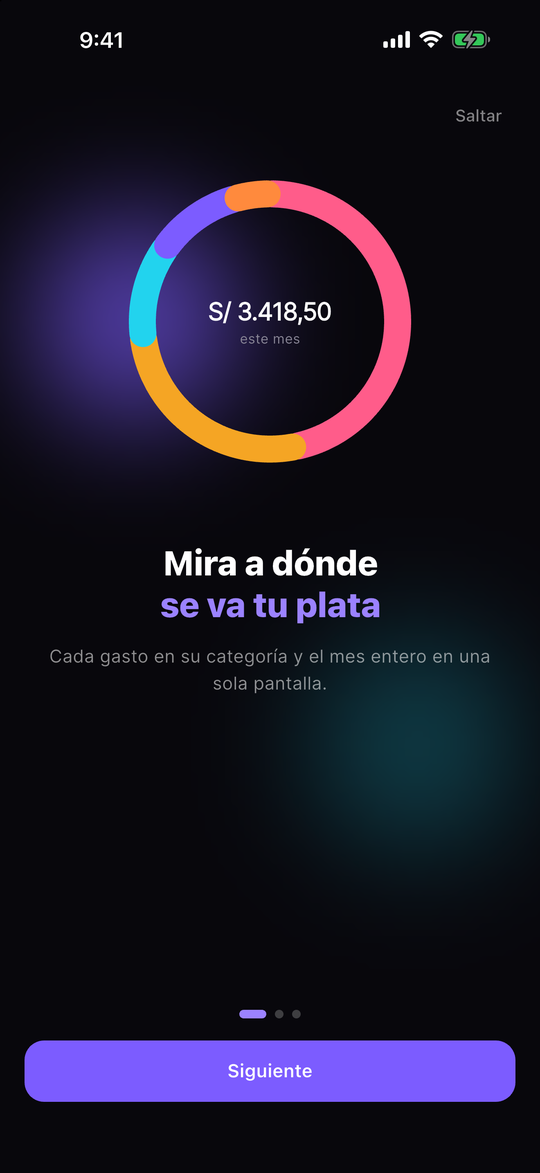 9:41
Saltar
S/ 3.418,50
este mes
Mira a dónde
se va tu plata
Cada gasto en su categoría y el mes entero en una
sola pantalla.
Siguiente